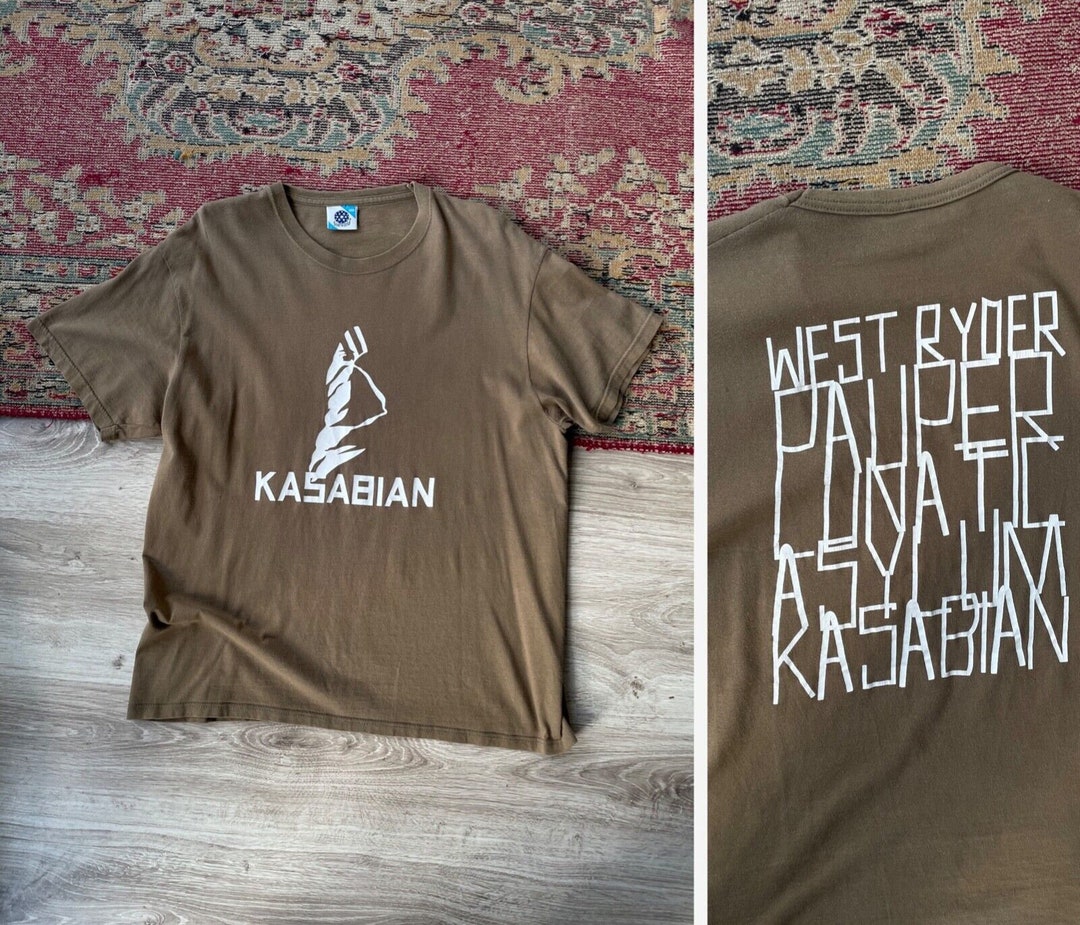 KASABIAN
WEST RYDER
PAUPER
LUNATIC
ASYLUM
KASABIAN